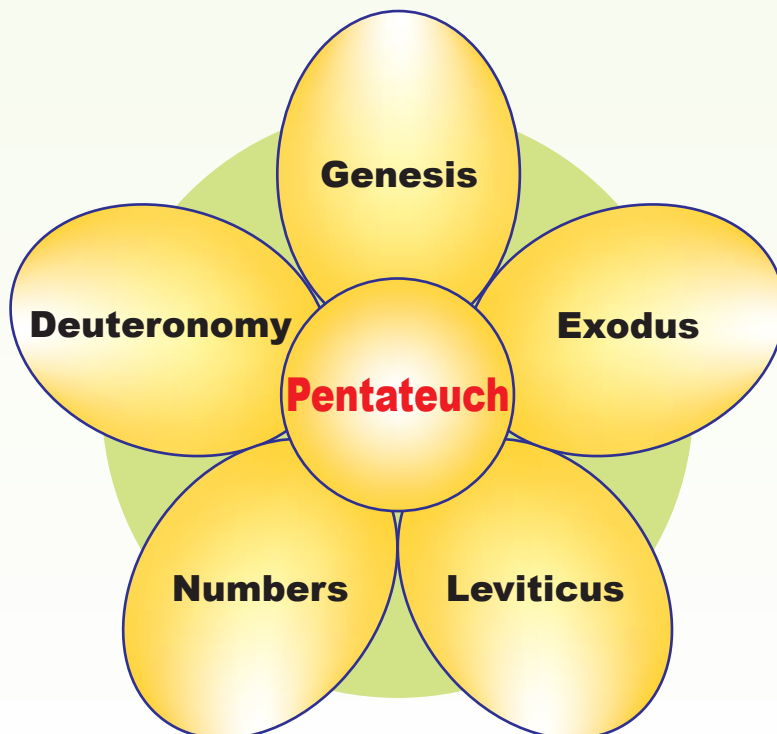 Genesis
Exodus
Leviticus
Numbers
Deuteronomy
Pentateuch